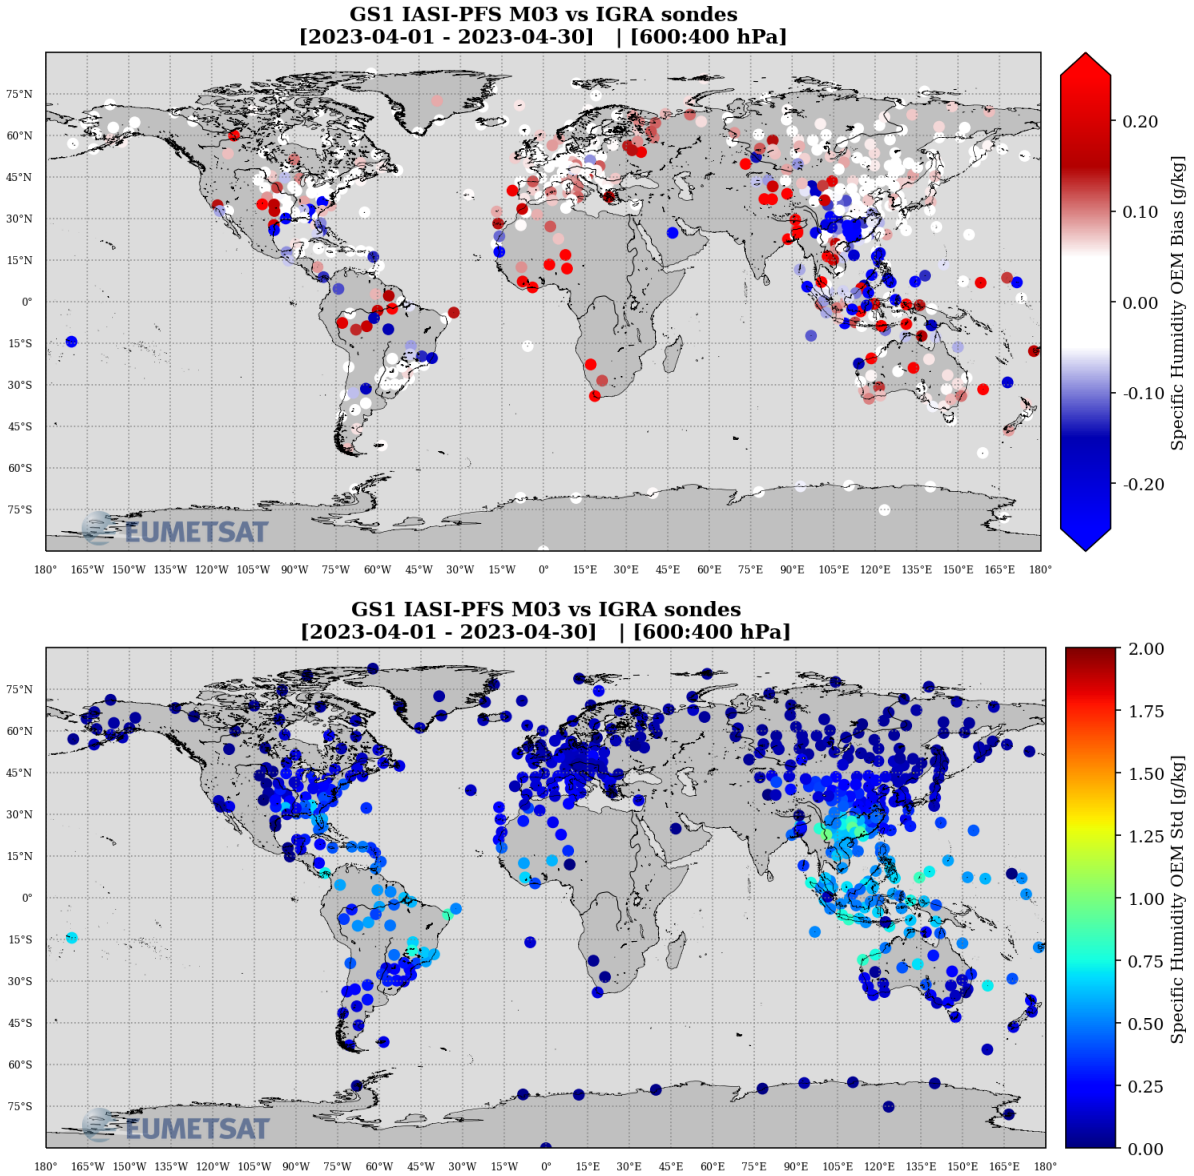 GS1 IASI-PFS M03 vs IGRA sondes
[2023-04-01 - 2023-04-30]   | [600:400 hPa]
75°N
60°N
45°N
30°N
15°N
0°
15°S
30°S
45°S
60°S
75°S
EUMETSAT
180° 165°W 150°W 135°W 120°W 105°W 90°W 75°W 60°W 45°W 30°W 15°W 0° 15°E 30°E 45°E 60°E 75°E 90°E 105°E 120°E 135°E 150°E 165°E 180°
0.20
0.10
0.00
-0.10
-0.20
Specific Humidity OEM Bias [g/kg]
GS1 IASI-PFS M03 vs IGRA sondes
[2023-04-01 - 2023-04-30]   | [600:400 hPa]
75°N
60°N
45°N
30°N
15°N
0°
15°S
30°S
45°S
60°S
75°S
EUMETSAT
180° 165°W 150°W 135°W 120°W 105°W 90°W 75°W 60°W 45°W 30°W 15°W 0° 15°E 30°E 45°E 60°E 75°E 90°E 105°E 120°E 135°E 150°E 165°E 180°
2.00
1.75
1.50
1.25
1.00
0.75
0.50
0.25
0.00
Specific Humidity OEM Std [g/kg]